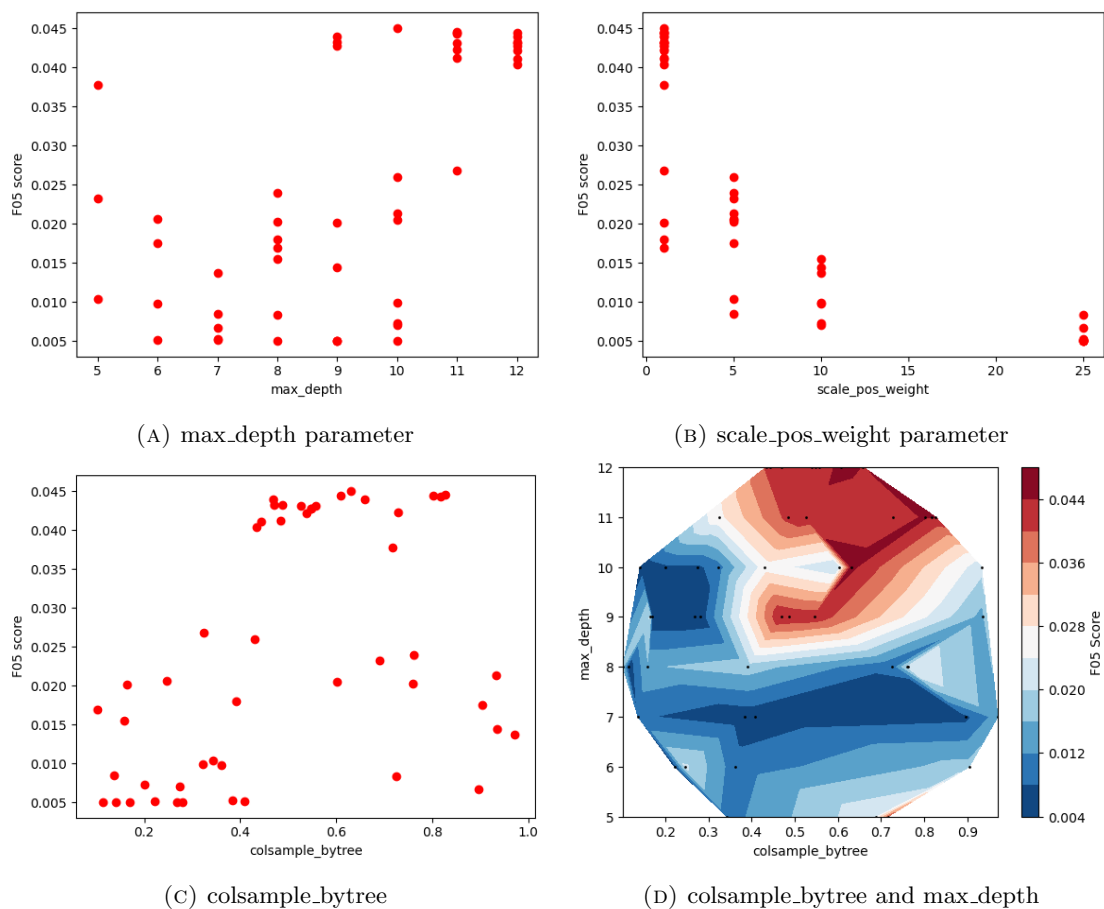 0.045
0.040
0.035
0.030
0.025
0.020
0.015
0.010
0.005
F05 score
5 6 7 8 9 10 11 12
max_depth
(A) max_depth parameter
0.045
0.040
0.035
0.030
0.025
0.020
0.015
0.010
0.005
F05 score
0 5 10 15 20 25
scale_pos_weight
(B) scale_pos_weight parameter
0.045
0.040
0.035
0.030
0.025
0.020
0.015
0.010
0.005
F05 score
0.2 0.4 0.6 0.8 1.0
colsample_bytree
(C) colsample_bytree
12
11
10
9
8
7
6
5
max_depth
0.2 0.3 0.4 0.5 0.6 0.7 0.8 0.9
colsample_bytree
0.044
0.036
0.028
0.020
0.012
0.004
F05 Score
(D) colsample_bytree and max_depth